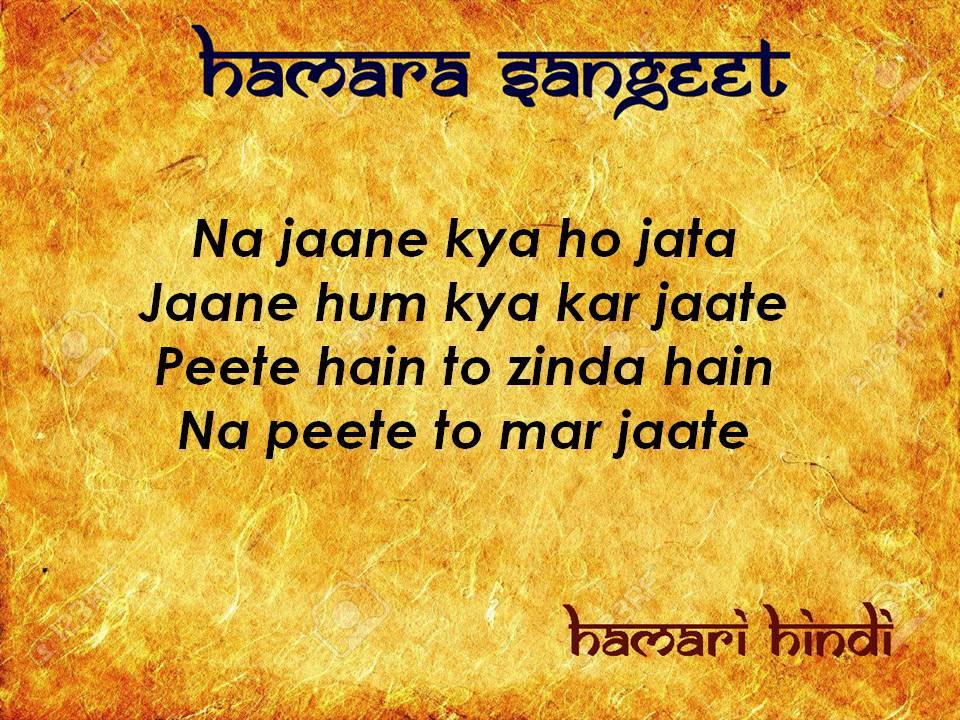 HAMARA SANGEET
Na jaane kya ho jata
Jaane hum kya kar jaate
Peete hain to zinda hain
Na peete to mar jaate
HAMARI HINDI